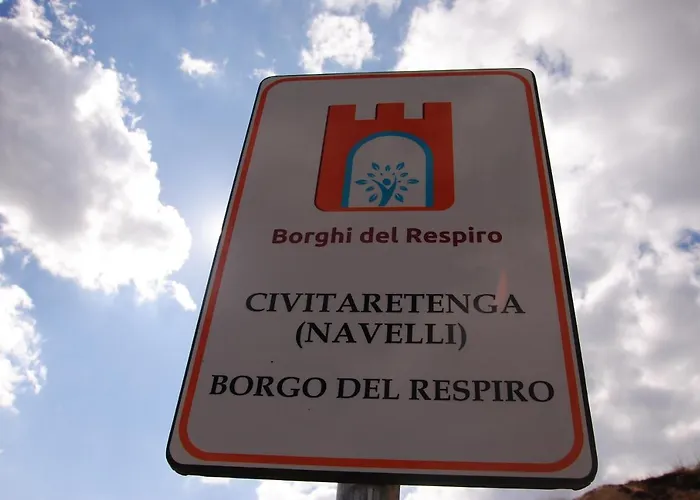 Borghi del Respiro
CIVITARETENGA
(NAVELLI)
BORGO DEL RESPIRO